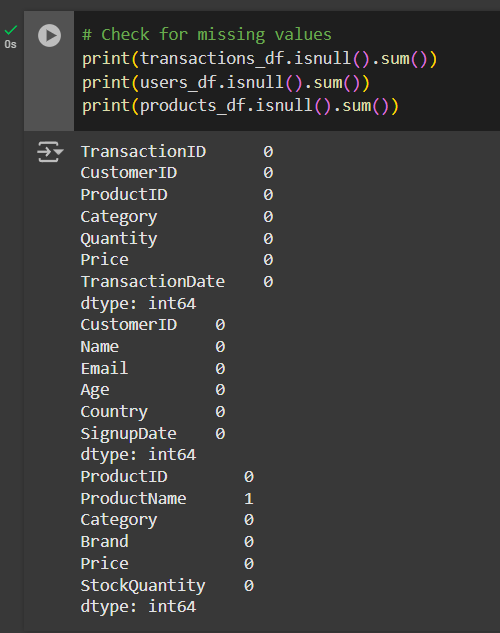 # Check for missing values
print(transactions_df.isnull().sum())
print(users_df.isnull().sum())
print(products_df.isnull().sum())
0s
TransactionID 0
CustomerID 0
ProductID 0
Category 0
Quantity 0
Price 0
TransactionDate 0
dtype: int64
CustomerID 0
Name 0
Email 0
Age 0
Country 0
SignupDate 0
dtype: int64
ProductID 0
ProductName 1
Category 0
Brand 0
Price 0
StockQuantity 0
dtype: int64